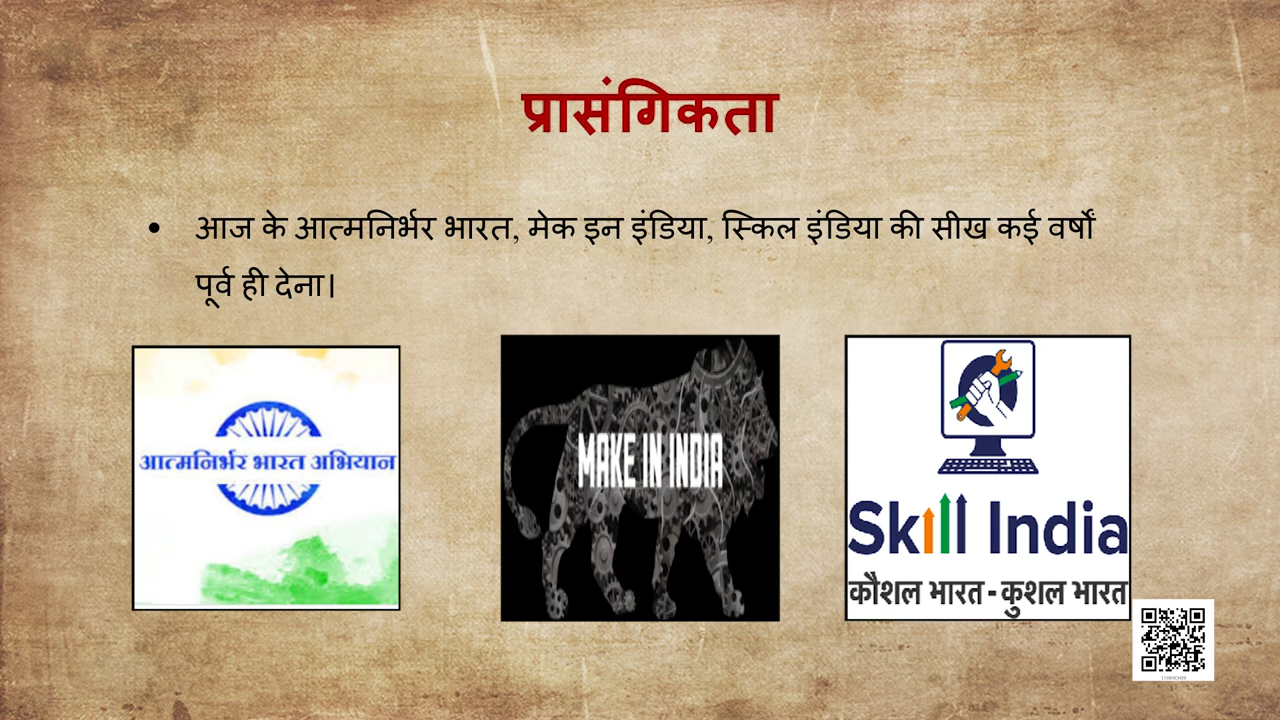 प्रासंगिकता
• आज के आत्मनिर्भर भारत, मेक इन इंडिया, स्किल इंडिया की सीख कई वर्षों
पूर्व ही देना।
आत्मनिर्भर भारत अभियान
MAKE IN INDIA
Skill India
कौशल भारत - कुशल भारत